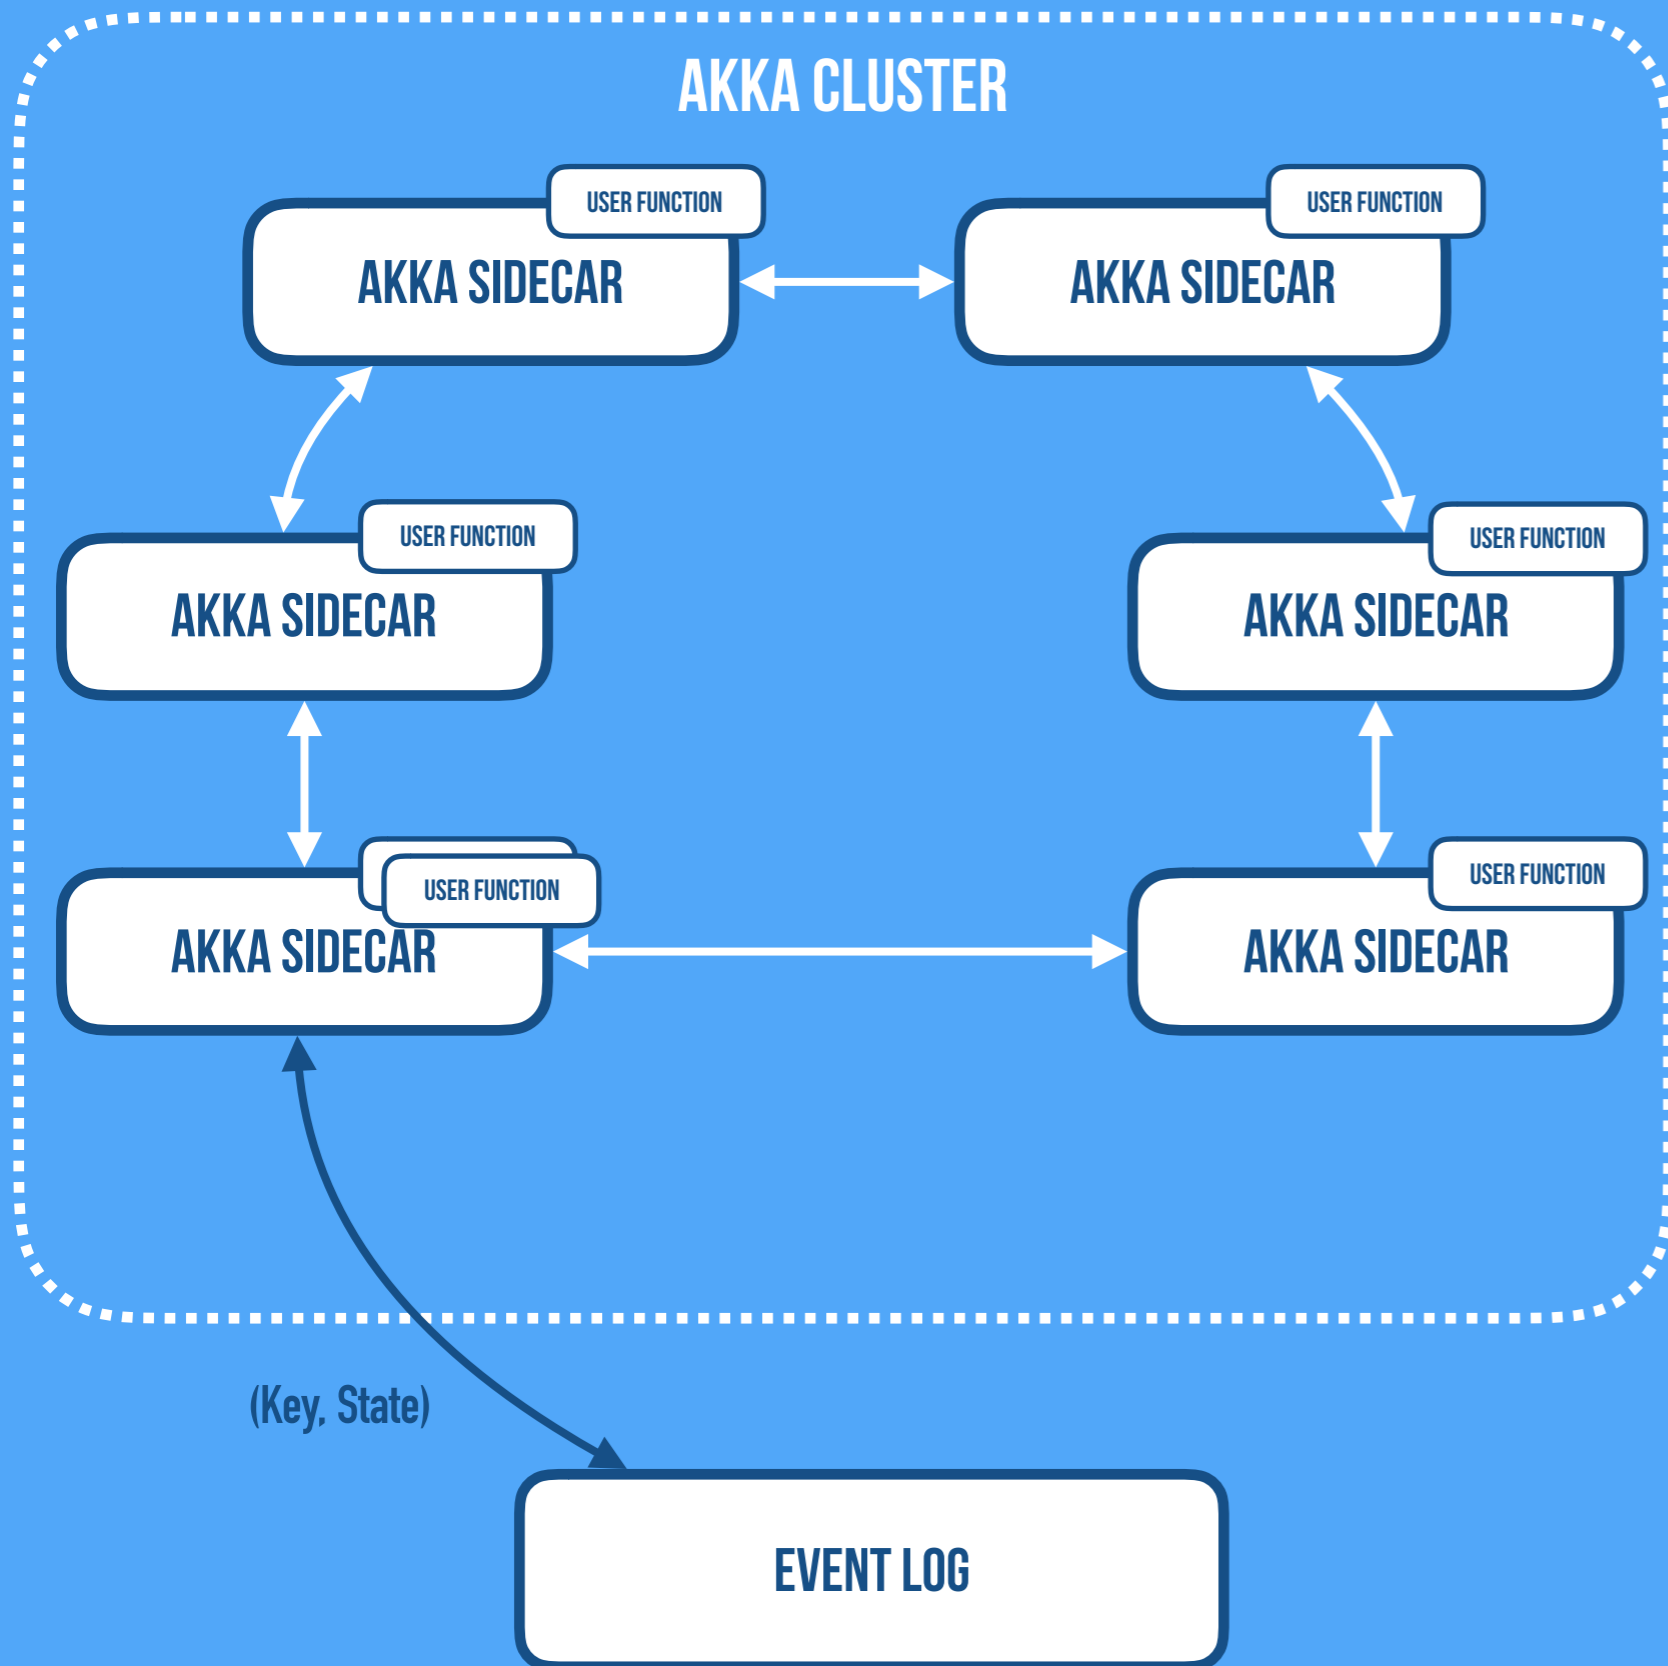 AKKA CLUSTER
USER FUNCTION
AKKA SIDECAR
USER FUNCTION
AKKA SIDECAR
USER FUNCTION
AKKA SIDECAR
USER FUNCTION
AKKA SIDECAR
USER FUNCTION
AKKA SIDECAR
USER FUNCTION
AKKA SIDECAR
(Key, State)
EVENT LOG